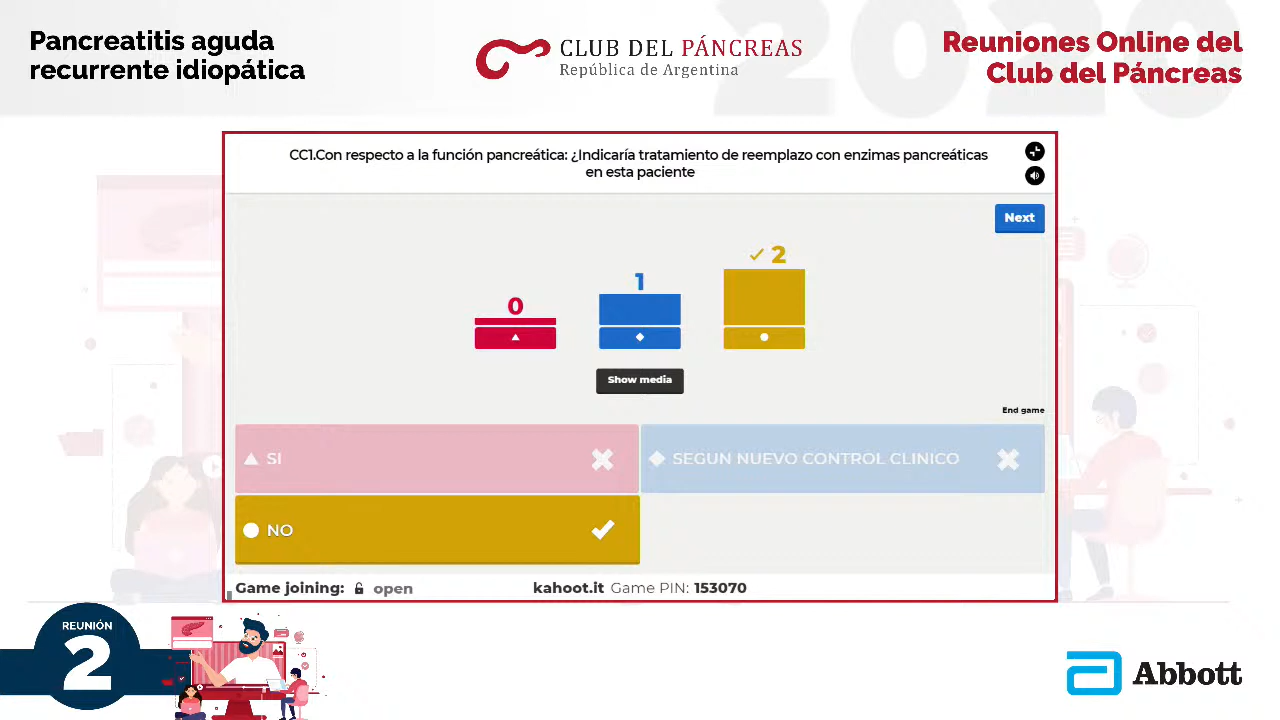 Pancreatitis aguda
recurrente idiopática
CLUB DEL PÁNCREAS
República de Argentina
Reuniones Online del
Club del Páncreas
2020
CC1.Con respecto a la función pancreática: ¿Indicaría tratamiento de reemplazo con enzimas pancreáticas
en esta paciente
Next
0
1
2
Show media
End game
SI
SEGUN NUEVO CONTROL CLINICO
NO
Game joining: open
kahoot.it Game PIN: 153070
REUNIÓN
2
Abbott